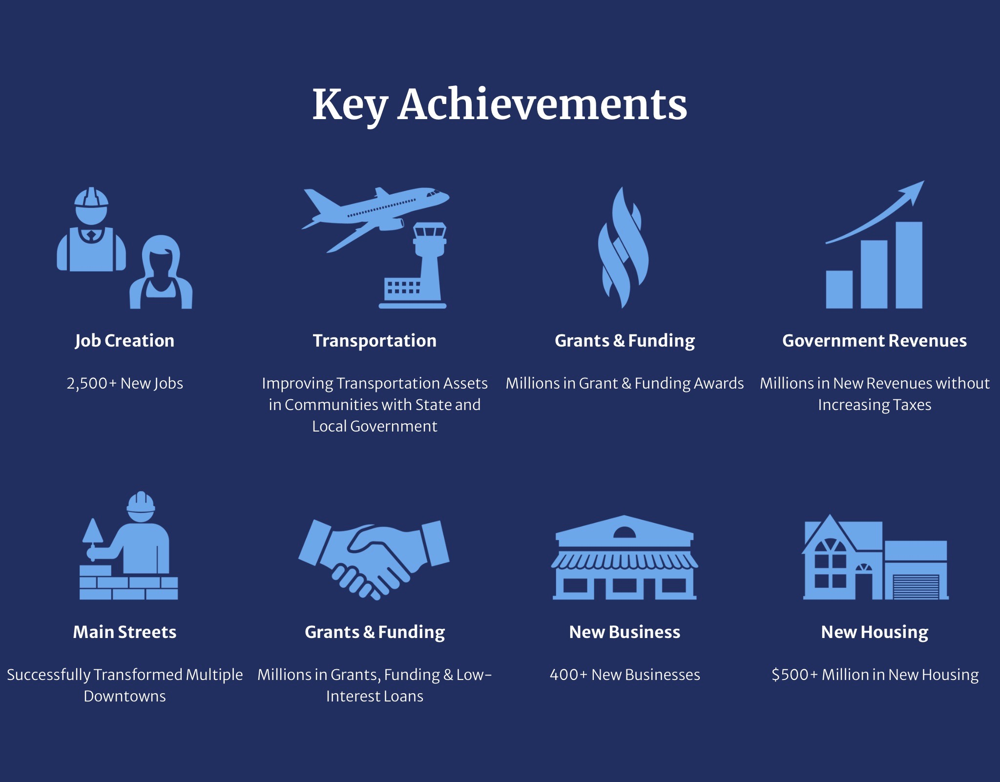 Key Achievements
Job Creation
2,500+ New Jobs
Transportation
Improving Transportation Assets
in Communities with State and
Local Government
Grants & Funding
Millions in Grant & Funding Awards
Government Revenues
Millions in New Revenues without
Increasing Taxes
Main Streets
Successfully Transformed Multiple
Downtowns
Grants & Funding
Millions in Grants, Funding & Low-
Interest Loans
New Business
400+ New Businesses
New Housing
$500+ Million in New Housing